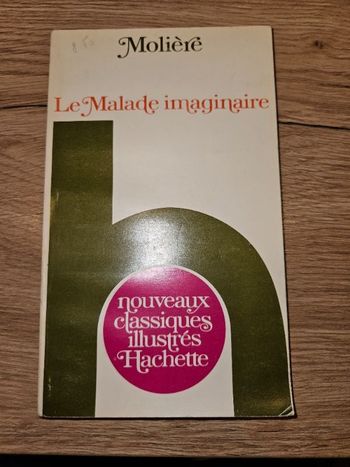 Molière
Le Malade imaginaire
nouveaux
classiques
illustrés
Hachette